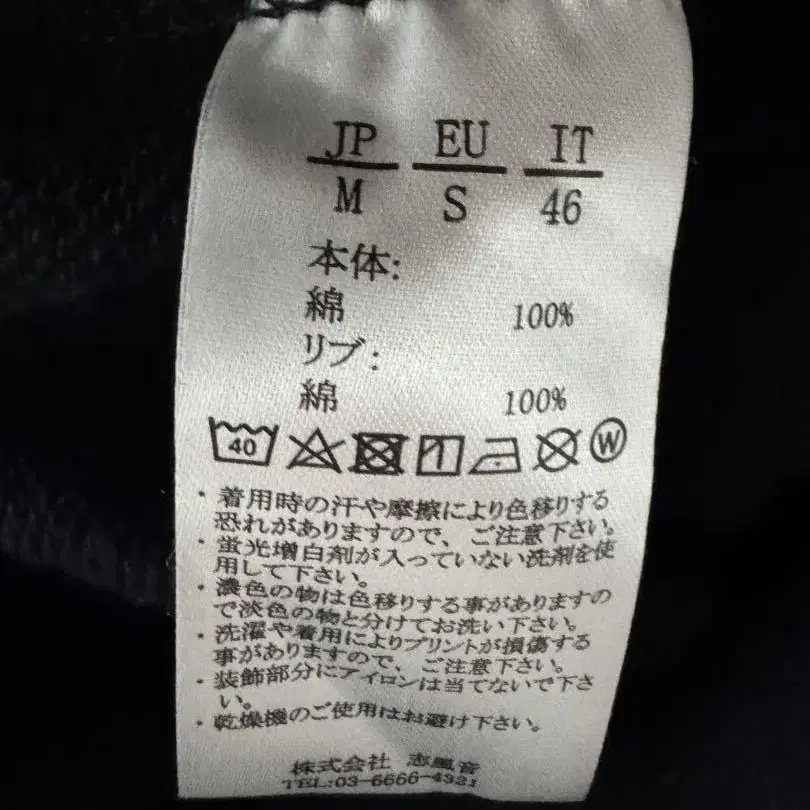 JP EU IT
M S 46
本体:
綿 100%
リブ:
綿 100%
40 W
・着用時の汗や摩擦により色移りする
恐れがありますので、ご注意下さい。
・蛍光増白剤が入っていない洗剤を使
用して下さい。
・濃色の物は色移りする事がありますの
で淡色の物と分けてお洗い下さい。
・洗濯や着用によりプリントが損傷する
事がありますので、ご注意下さい。
・装飾部分にアイロンは当てないで下さ
い。
・乾燥機のご使用はお避け下さい。
株式会社 志風音
TEL:03-6666-4321